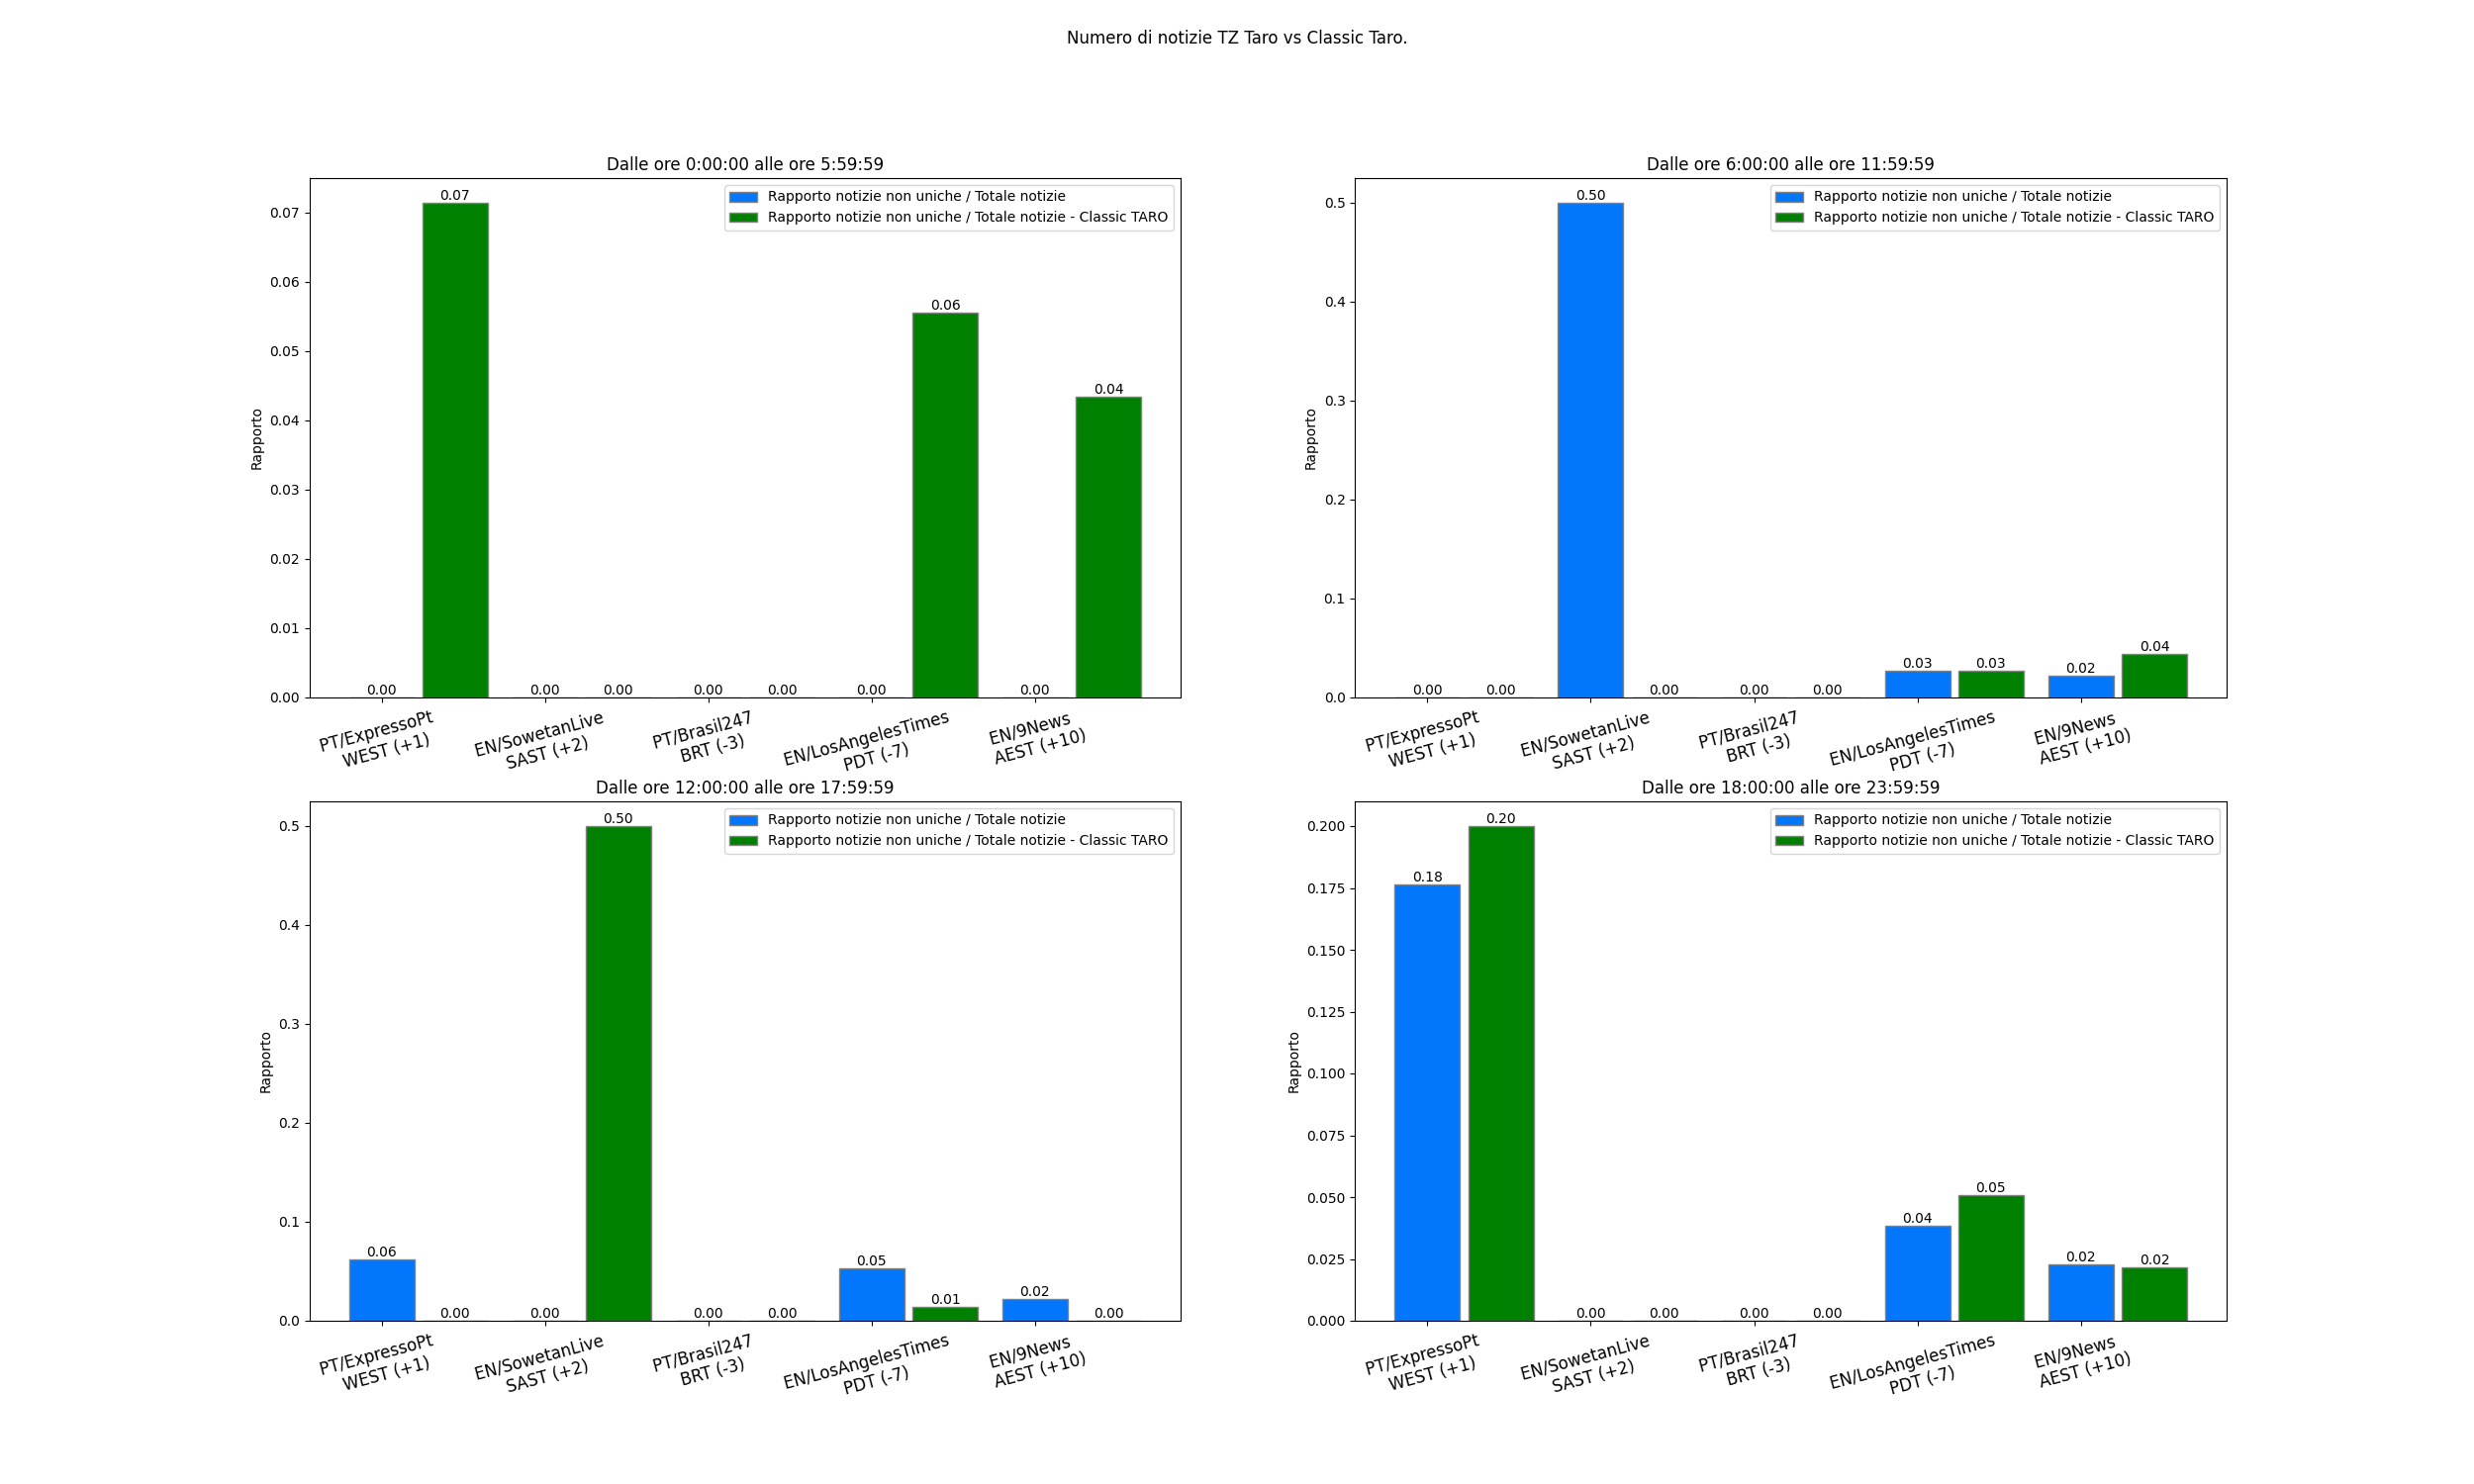 Numero di notizie TZ Taro vs Classic Taro.
Dalle ore 0:00:00 alle ore 5:59:59
Rapporto notizie non uniche / Totale notizie
Rapporto notizie non uniche / Totale notizie - Classic TARO
Rapporto
0.07
0.06
0.05
0.04
0.03
0.02
0.01
0.00
0.00
0.07
0.00
0.00
0.00
0.00
0.00
0.06
0.00
0.04
PT/ExpressoPt
WEST (+1)
EN/SowetanLive
SAST (+2)
PT/Brasil247
BRT (-3)
EN/LosAngelesTimes
PDT (-7)
EN/9News
AEST (+10)
Dalle ore 6:00:00 alle ore 11:59:59
Rapporto notizie non uniche / Totale notizie
Rapporto notizie non uniche / Totale notizie - Classic TARO
Rapporto
0.5
0.4
0.3
0.2
0.1
0.0
0.00
0.00
0.50
0.00
0.00
0.00
0.03
0.03
0.02
0.04
PT/ExpressoPt
WEST (+1)
EN/SowetanLive
SAST (+2)
PT/Brasil247
BRT (-3)
EN/LosAngelesTimes
PDT (-7)
EN/9News
AEST (+10)
Dalle ore 12:00:00 alle ore 17:59:59
Rapporto notizie non uniche / Totale notizie
Rapporto notizie non uniche / Totale notizie - Classic TARO
Rapporto
0.5
0.4
0.3
0.2
0.1
0.0
0.06
0.00
0.00
0.50
0.00
0.00
0.05
0.01
0.02
0.00
PT/ExpressoPt
WEST (+1)
EN/SowetanLive
SAST (+2)
PT/Brasil247
BRT (-3)
EN/LosAngelesTimes
PDT (-7)
EN/9News
AEST (+10)
Dalle ore 18:00:00 alle ore 23:59:59
Rapporto notizie non uniche / Totale notizie
Rapporto notizie non uniche / Totale notizie - Classic TARO
Rapporto
0.200
0.175
0.150
0.125
0.100
0.075
0.050
0.025
0.000
0.18
0.20
0.00
0.00
0.00
0.00
0.04
0.05
0.02
0.02
PT/ExpressoPt
WEST (+1)
EN/SowetanLive
SAST (+2)
PT/Brasil247
BRT (-3)
EN/LosAngelesTimes
PDT (-7)
EN/9News
AEST (+10)